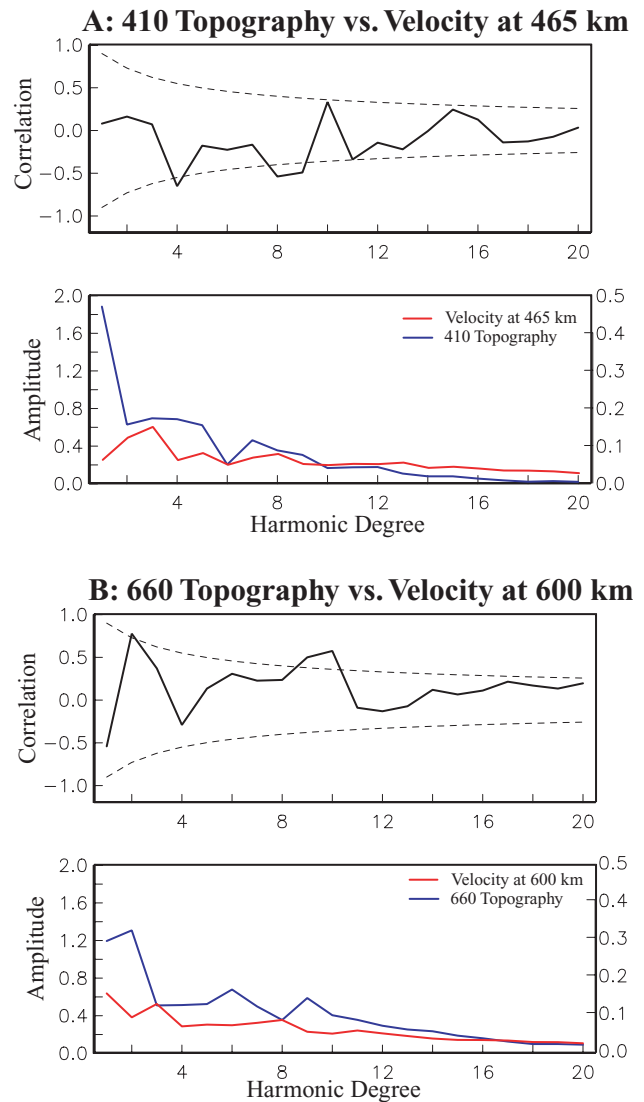 A: 410 Topography vs. Velocity at 465 km
Correlation
1.0
0.5
0.0
−0.5
−1.0
4 8 12 16 20
Amplitude
2.0
1.6
1.2
0.8
0.4
0.0
Velocity at 465 km
410 Topography
0.5
0.4
0.3
0.2
0.1
0.0
4 8 12 16 20
Harmonic Degree
B: 660 Topography vs. Velocity at 600 km
Correlation
1.0
0.5
0.0
−0.5
−1.0
4 8 12 16 20
Amplitude
2.0
1.6
1.2
0.8
0.4
0.0
Velocity at 600 km
660 Topography
0.5
0.4
0.3
0.2
0.1
0.0
4 8 12 16 20
Harmonic Degree